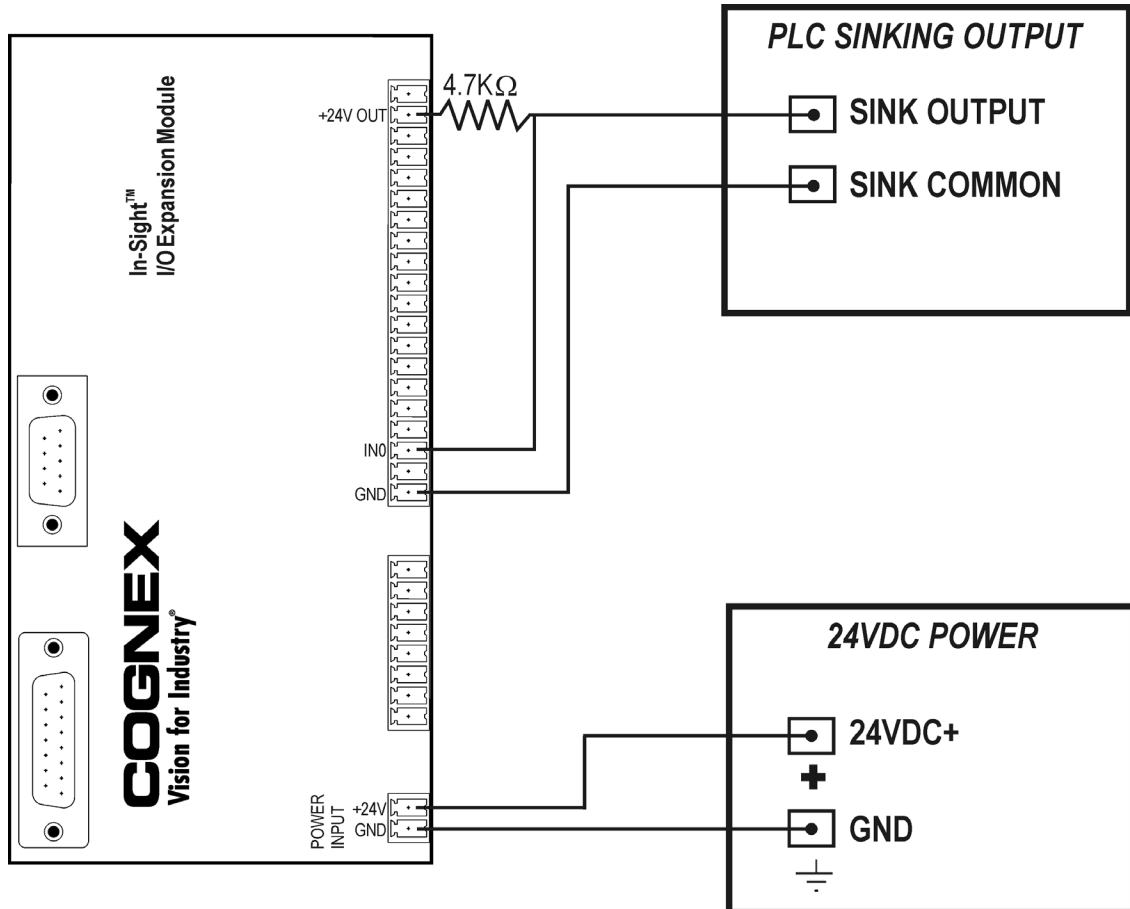 PLC SINKING OUTPUT
SINK OUTPUT
SINK COMMON
4.7KΩ
+24V OUT
In-Sight™
I/O Expansion Module
IN0
GND
COGNEX
Vision for Industry®
POWER
INPUT
+24V
GND
24VDC POWER
24VDC+
+
GND